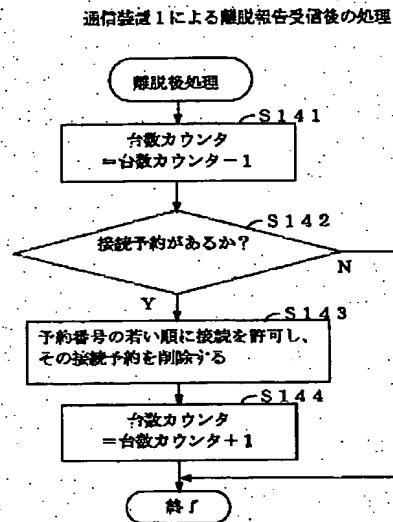 通信装置1による離脱報告受信後の処理
離脱後処理
S141
台数カウンタ
=台数カウンタ-1
S142
接続予約があるか?
N
Y
S143
予約番号の若い順に接続を許可し、
その接続予約を削除する
S144
台数カウンタ
=台数カウンタ+1
終了